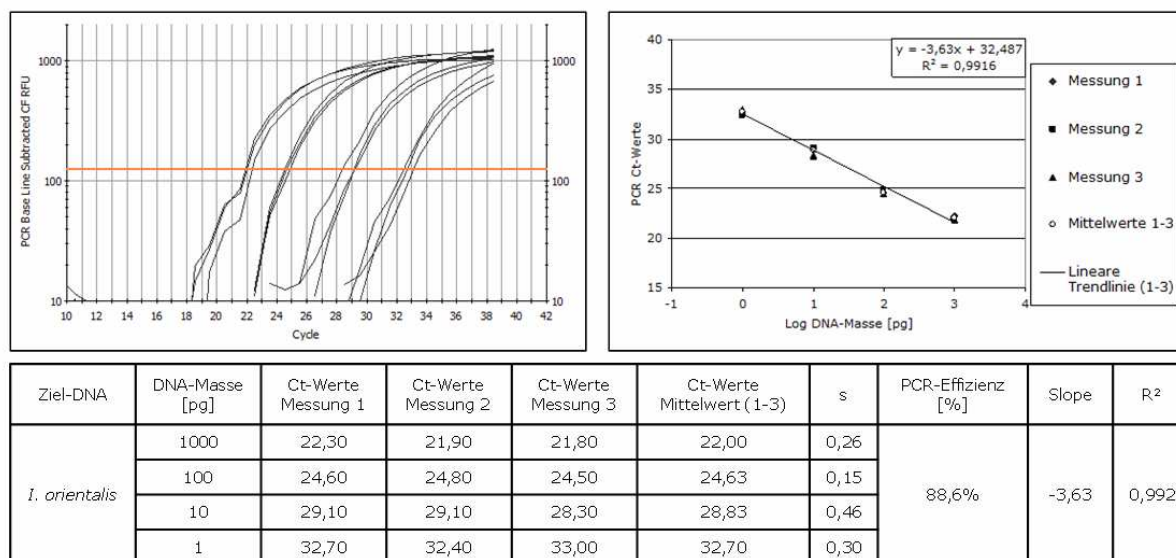 PCR Base Line Subtracted CF RFU
1000
100
10
1000
100
10
10 12 14 16 18 20 22 24 26 28 30 32 34 36 38 40 42
Cycle
PCR Ct-Werte
40
35
30
25
20
15
-1 0 1 2 3 4
Log DNA-Masse [pg]
y = -3,63x + 32,487
R² = 0,9916
Messung 1
Messung 2
Messung 3
Mittelwerte 1-3
Lineare
Trendlinie (1-3)
Ziel-DNA DNA-Masse [pg] Ct-Werte Messung 1 Ct-Werte Messung 2 Ct-Werte Messung 3 Ct-Werte Mittelwert (1-3) s PCR-Effizienz [%] Slope R²
1000 22,30 21,90 21,80 22,00 0,26
100 24,60 24,80 24,50 24,63 0,15
I. orientalis 88,6% -3,63 0,992
10 29,10 29,10 28,30 28,83 0,46
1 32,70 32,40 33,00 32,70 0,30